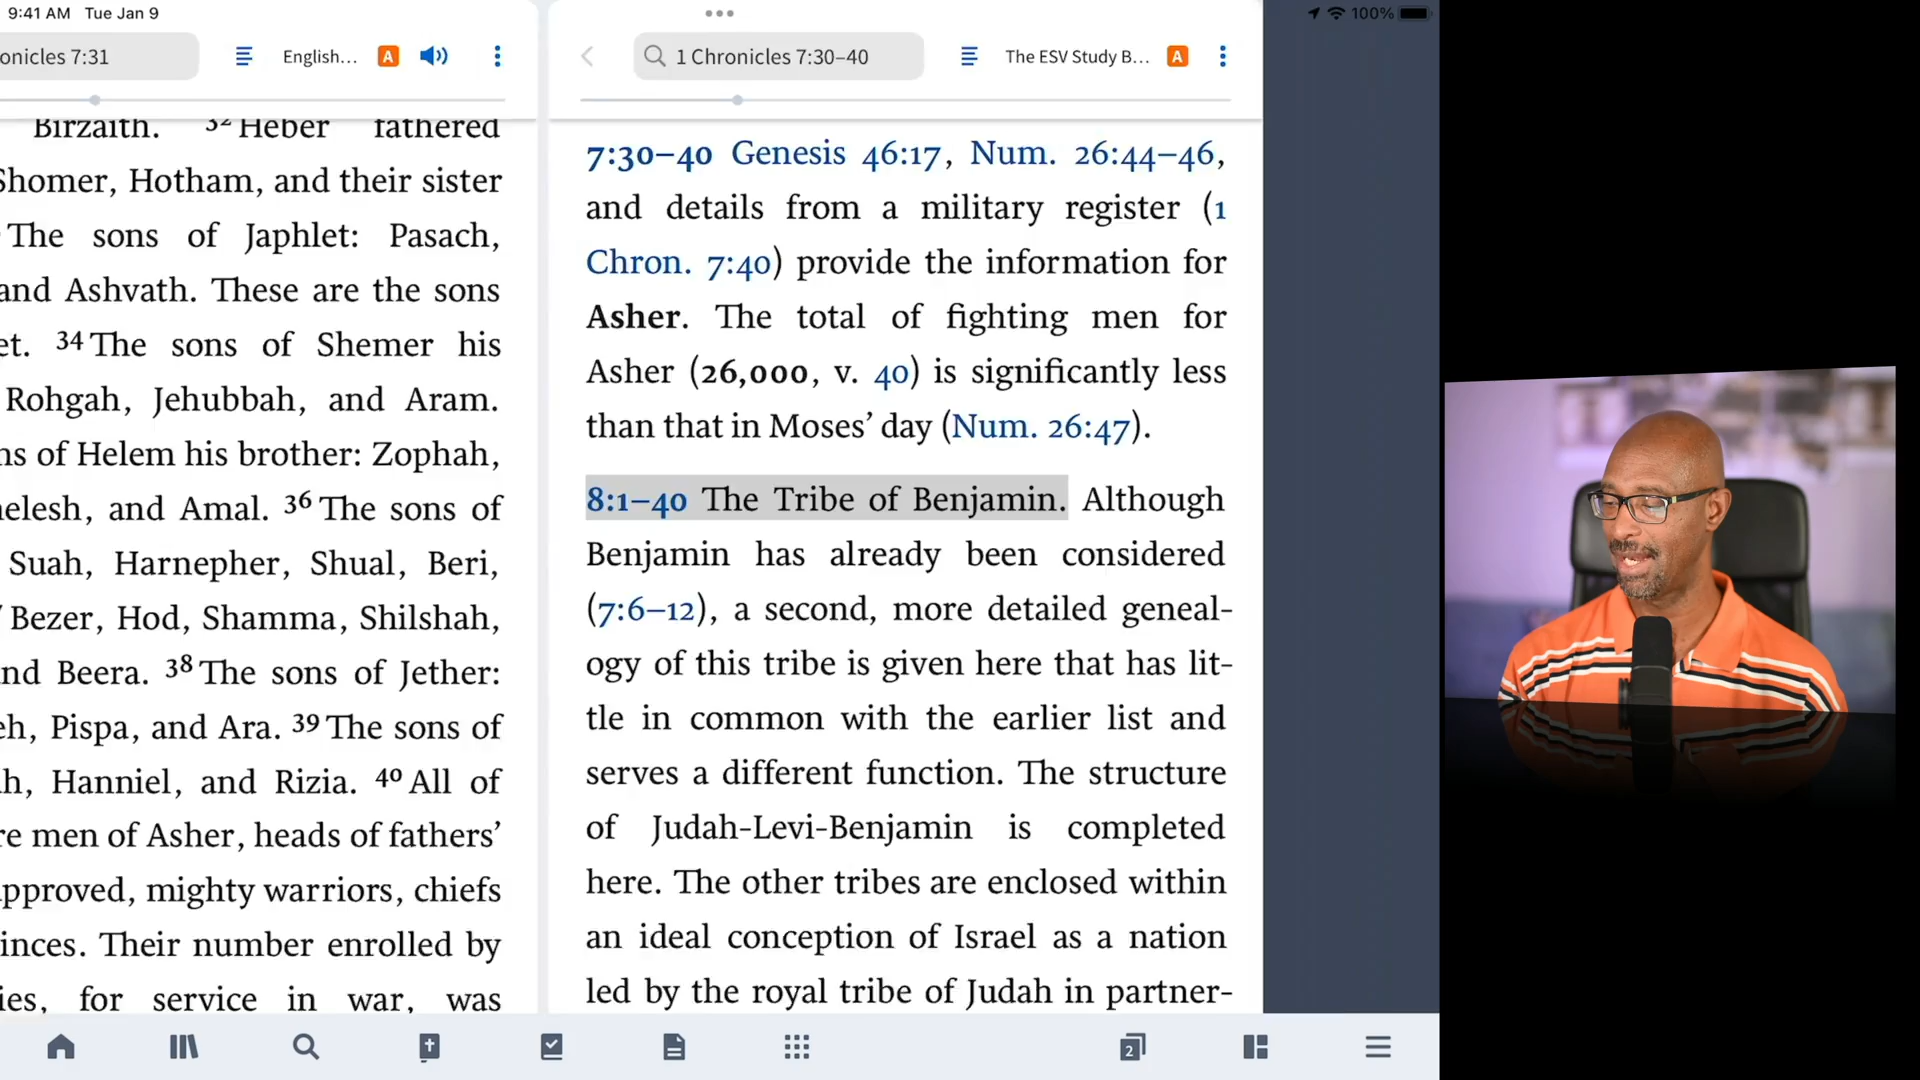 9:41 AM Tue Jan 9
100%
onicles 7:31
English...
A
1 Chronicles 7:30–40
The ESV Study B...
A
Birzaith. 32 Heber fathered
Shomer, Hotham, and their sister
The sons of Japhlet: Pasach,
and Ashvath. These are the sons
et. 34 The sons of Shemer his
Rohgah, Jehubbah, and Aram.
ns of Helem his brother: Zophah,
elesh, and Amal. 36 The sons of
Suah, Harnepher, Shual, Beri,
Bezer, Hod, Shamma, Shilshah,
nd Beera. 38 The sons of Jether:
eh, Pispa, and Ara. 39 The sons of
h, Hanniel, and Rizia. 40 All of
re men of Asher, heads of fathers’
pproved, mighty warriors, chiefs
inces. Their number enrolled by
ies, for service in war, was
7:30–40 Genesis 46:17, Num. 26:44–46,
and details from a military register (1
Chron. 7:40) provide the information for
Asher. The total of fighting men for
Asher (26,000, v. 40) is significantly less
than that in Moses’ day (Num. 26:47).
8:1–40 The Tribe of Benjamin. Although
Benjamin has already been considered
(7:6–12), a second, more detailed geneal-
ogy of this tribe is given here that has lit-
tle in common with the earlier list and
serves a different function. The structure
of Judah-Levi-Benjamin is completed
here. The other tribes are enclosed within
an ideal conception of Israel as a nation
led by the royal tribe of Judah in partner-
2